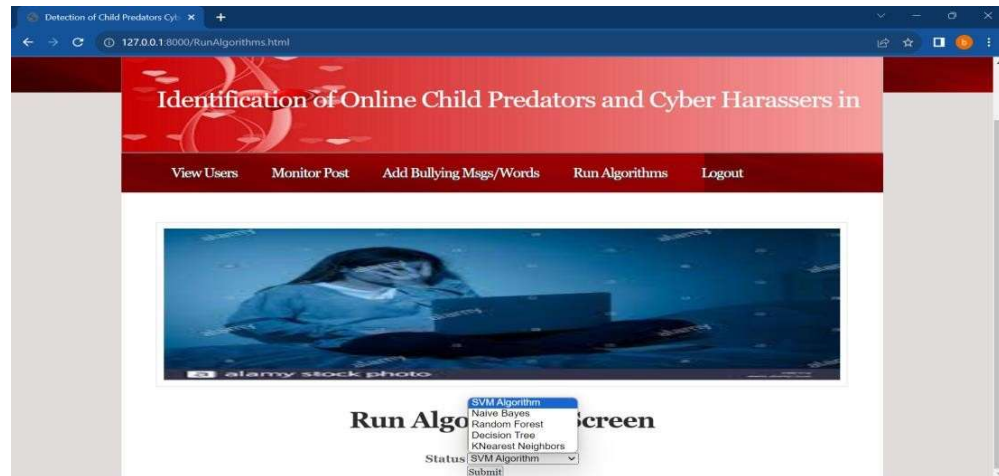 Detection of Child Predators Cyb
127.0.0.1:8000/RunAlgorithms.html
b
Identification of Online Child Predators and Cyber Harassers in
View Users Monitor Post Add Bullying Msgs/Words Run Algorithms Logout
alamy
alamy
alamy
alamy
alamy
a alamy stock photo
SVM Algorithm
Naive Bayes
Run Algo Screen
Random Forest
Decision Tree
KNearest Neighbors
Status SVM Algorithm
Submit